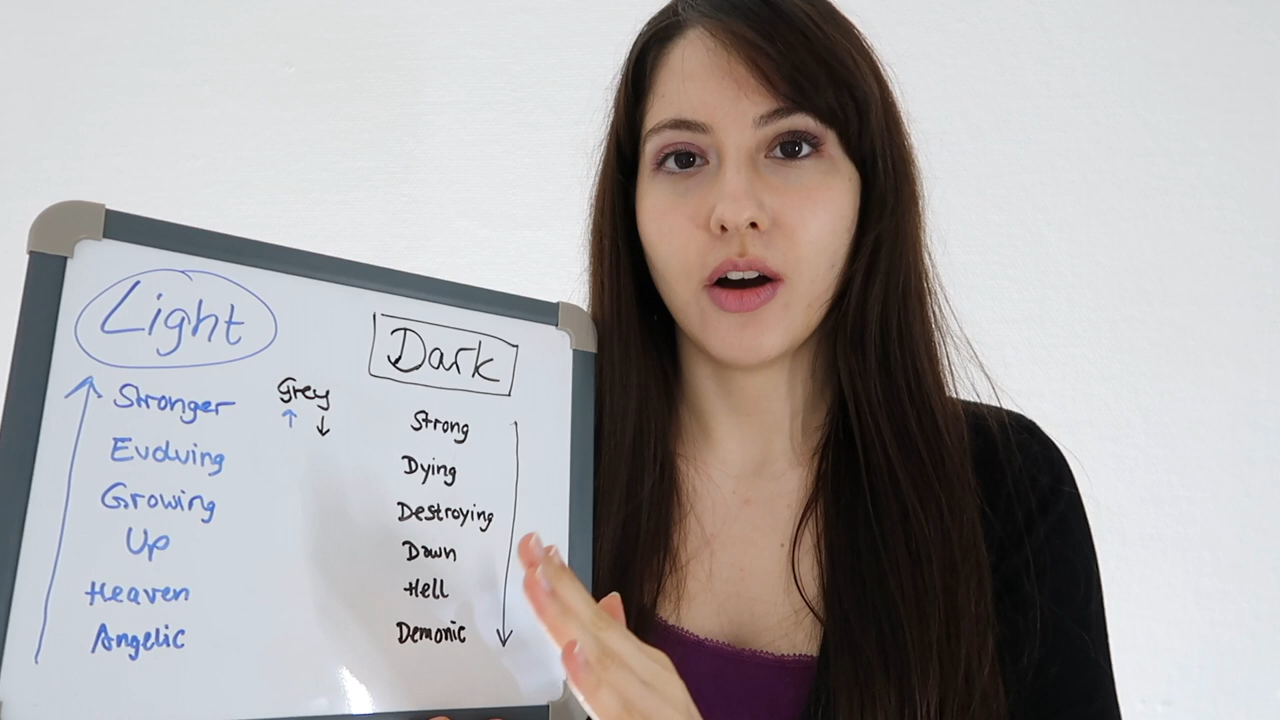 Light
Stronger
Evolving
Growing
Up
Heaven
Angelic
Grey
Dark
Strong
Dying
Destroying
Down
Hell
Demonic